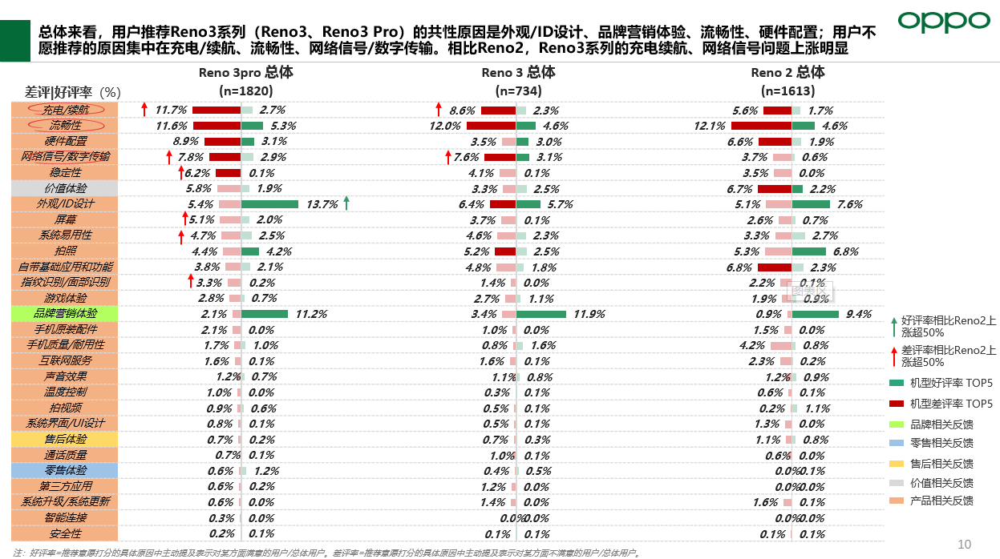 oppo
总体来看，用户推荐Reno3系列（Reno3、Reno3 Pro）的共性原因是外观/ID设计、品牌营销体验、流畅性、硬件配置；用户不
愿推荐的原因集中在充电/续航、流畅性、网络信号/数字传输。相比Reno2，Reno3系列的充电续航、网络信号问题上涨明显
差评|好评率（%） Reno 3pro 总体 (n=1820) Reno 3 总体 (n=734) Reno 2 总体 (n=1613)
充电/续航 11.7% 2.7% 8.6% 2.3% 5.6% 1.7%
流畅性 11.6% 5.3% 12.0% 4.6% 12.1% 4.6%
硬件配置 8.9% 3.1% 3.5% 3.0% 6.6% 1.9%
网络信号/数字传输 7.8% 2.9% 7.6% 3.1% 3.7% 0.6%
稳定性 6.2% 0.1% 4.1% 0.1% 3.5% 0.0%
价值体验 5.8% 1.9% 3.3% 2.5% 6.7% 2.2%
外观/ID设计 5.4% 13.7% 6.4% 5.7% 5.1% 7.6%
屏幕 5.1% 2.0% 3.7% 0.1% 2.6% 0.7%
系统易用性 4.7% 2.5% 4.6% 2.3% 3.3% 2.7%
拍照 4.4% 4.2% 5.2% 2.5% 5.3% 6.8%
自带基础应用和功能 3.8% 2.1% 4.8% 1.8% 6.8% 2.3%
指纹识别/面部识别 3.3% 0.2% 1.4% 0.0% 2.2% 0.1%
游戏体验 2.8% 0.7% 2.7% 1.1% 1.9% 0.9%
图表区
品牌营销体验 2.1% 11.2% 3.4% 11.9% 0.9% 9.4%
手机原装配件 2.1% 0.0% 1.0% 0.0% 1.5% 0.0%
手机质量/耐用性 1.7% 1.0% 0.8% 1.6% 4.2% 0.8%
互联网服务 1.6% 0.1% 1.6% 0.1% 2.3% 0.2%
声音效果 1.2% 0.7% 1.1% 0.8% 1.2% 0.9%
温度控制 1.0% 0.0% 0.3% 0.1% 0.6% 0.1%
拍视频 0.9% 0.6% 0.5% 0.1% 0.2% 1.1%
系统界面/UI设计 0.8% 0.1% 0.5% 0.1% 1.3% 0.0%
售后体验 0.7% 0.2% 0.7% 0.3% 1.1% 0.8%
通话质量 0.7% 0.1% 1.0% 0.1% 0.6% 0.0%
零售体验 0.6% 1.2% 0.4% 0.5% 0.0% 0.1%
第三方应用 0.6% 0.2% 1.2% 0.0% 0.0% 0.0%
系统升级/系统更新 0.6% 0.0% 1.4% 0.0% 1.6% 0.1%
智能连接 0.3% 0.0% 0.0% 0.0% 0.0% 0.0%
安全性 0.2% 0.1% 0.1% 0.1% 0.1% 0.1%
好评率相比Reno2上
涨超50%
差评率相比Reno2上
涨超50%
机型好评率 TOP5
机型差评率 TOP5
品牌相关反馈
零售相关反馈
售后相关反馈
价值相关反馈
产品相关反馈
注：好评率=推荐意愿打分的具体原因中主动提及表示对某方面满意的用户/总体用户。差评率=推荐意愿打分的具体原因中主动提及表示对某方面不满意的用户/总体用户。
10